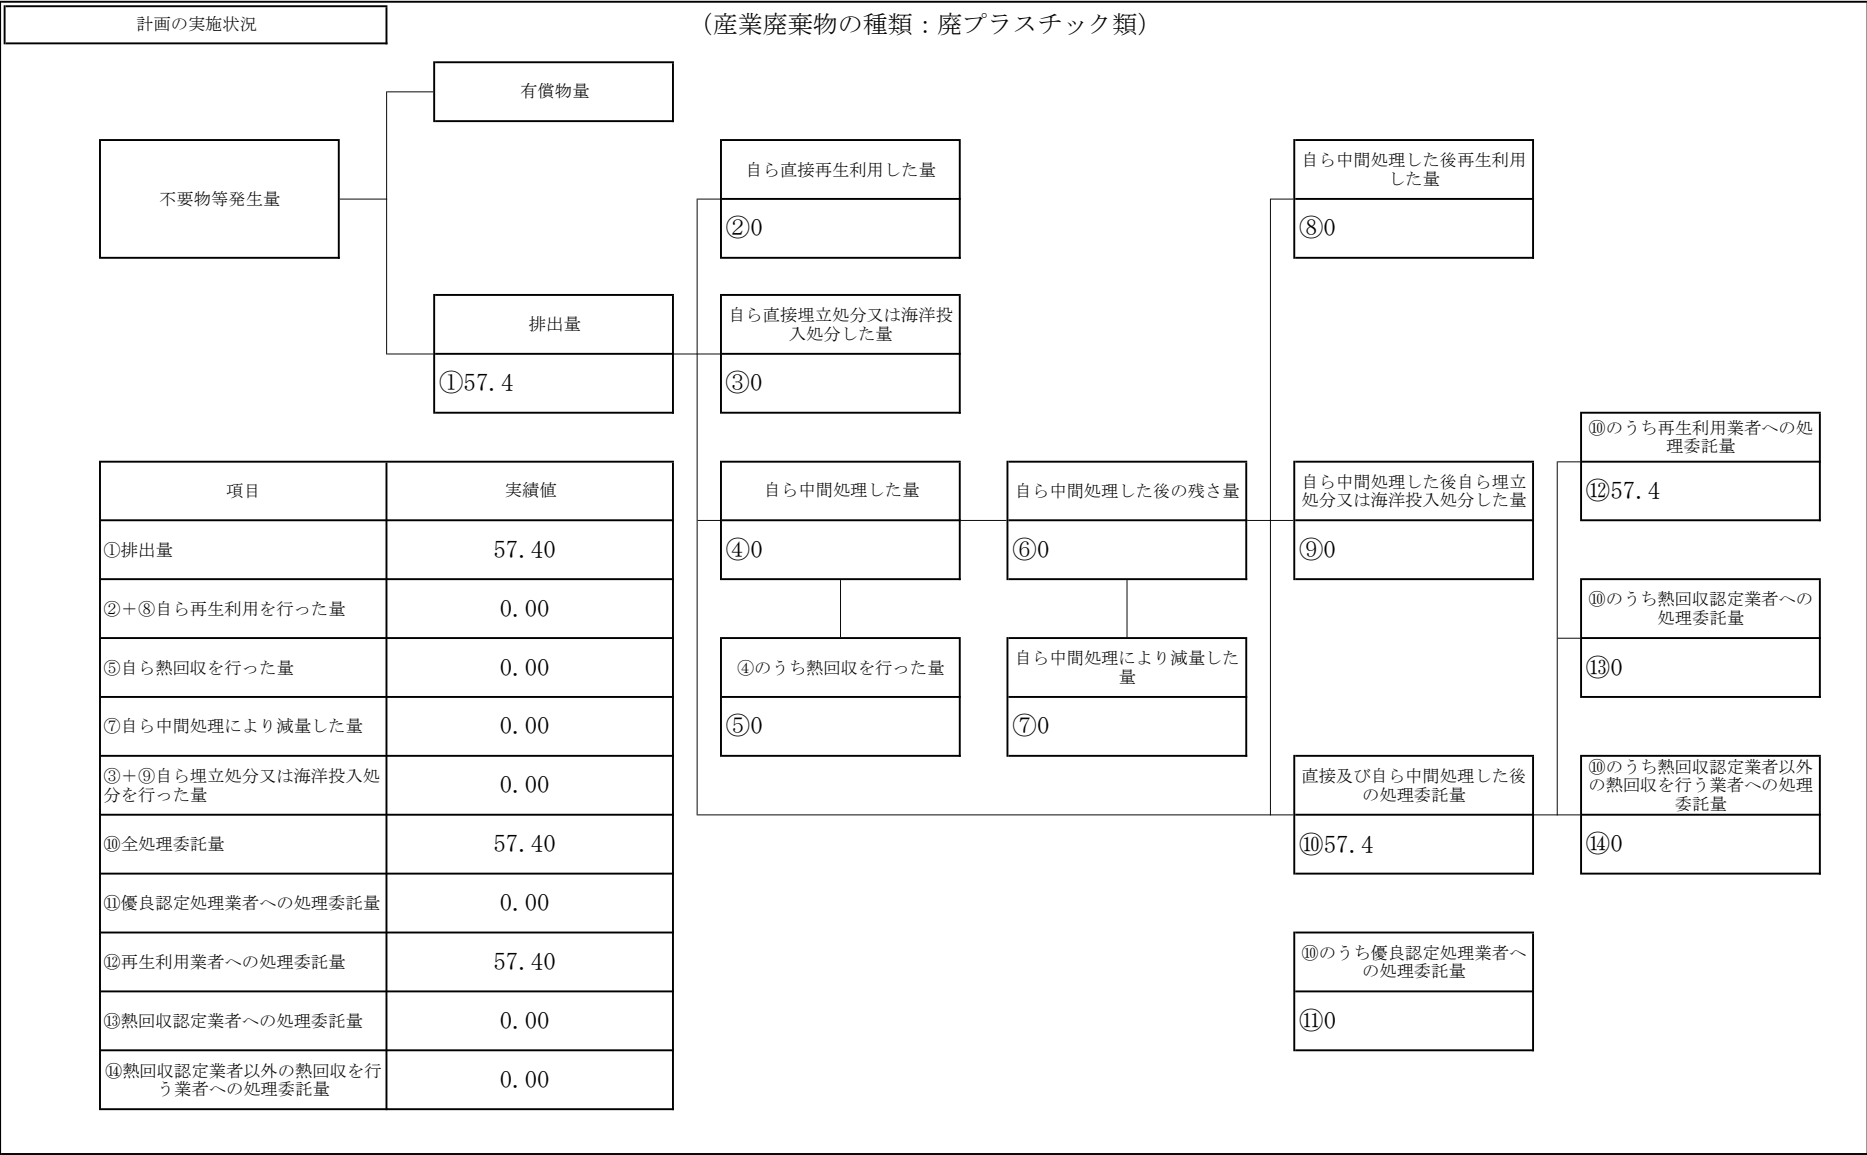 計画の実施状況
（産業廃棄物の種類：廃プラスチック類）
有償物量
不要物等発生量
自ら直接再生利用した量
②0
自ら中間処理した後再生利用
した量
⑧0
排出量
①57.4
自ら直接埋立処分又は海洋投
入処分した量
③0
⑩のうち再生利用業者への処
理委託量
⑫57.4
自ら中間処理した量
④0
自ら中間処理した後の残さ量
⑥0
自ら中間処理した後自ら埋立
処分又は海洋投入処分した量
⑨0
⑩のうち熱回収認定業者への
処理委託量
⑬0
④のうち熱回収を行った量
⑤0
自ら中間処理により減量した
量
⑦0
直接及び自ら中間処理した後
の処理委託量
⑩57.4
⑩のうち熱回収認定業者以外
の熱回収を行う業者への処理
委託量
⑭0
⑩のうち優良認定処理業者へ
の処理委託量
⑪0
項目 実績値
①排出量 57.40
②＋⑧自ら再生利用を行った量 0.00
⑤自ら熱回収を行った量 0.00
⑦自ら中間処理により減量した量 0.00
③＋⑨自ら埋立処分又は海洋投入処
分を行った量 0.00
⑩全処理委託量 57.40
⑪優良認定処理業者への処理委託量 0.00
⑫再生利用業者への処理委託量 57.40
⑬熱回収認定業者への処理委託量 0.00
⑭熱回収認定業者以外の熱回収を行
う業者への処理委託量 0.00